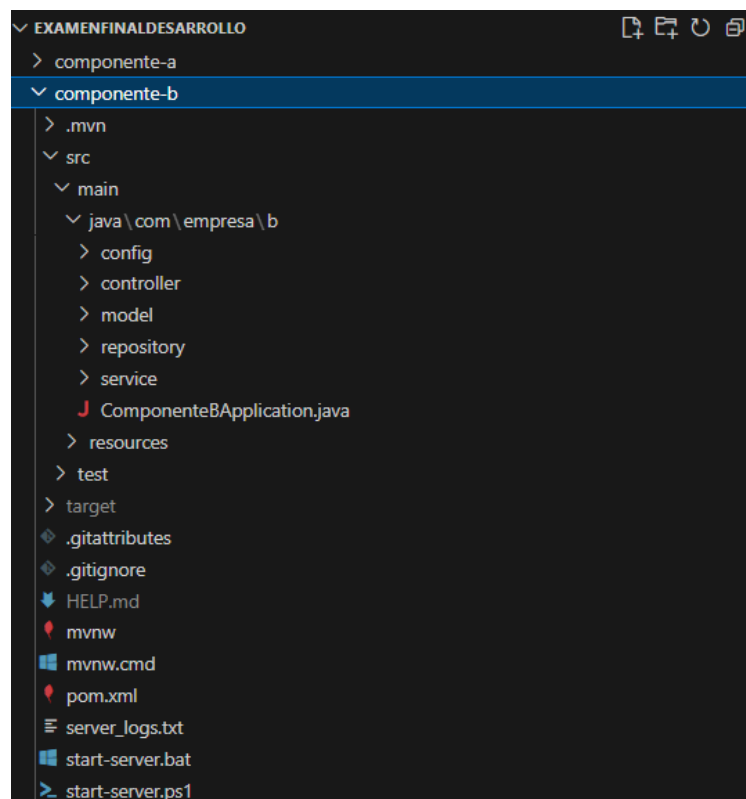 EXAMENFINALDESARROLLO
componente-a
componente-b
.mvn
src
main
java\com\empresa\b
config
controller
model
repository
service
J ComponenteBApplication.java
resources
test
target
.gitattributes
.gitignore
HELP.md
mvnw
mvnw.cmd
pom.xml
server_logs.txt
start-server.bat
start-server.ps1